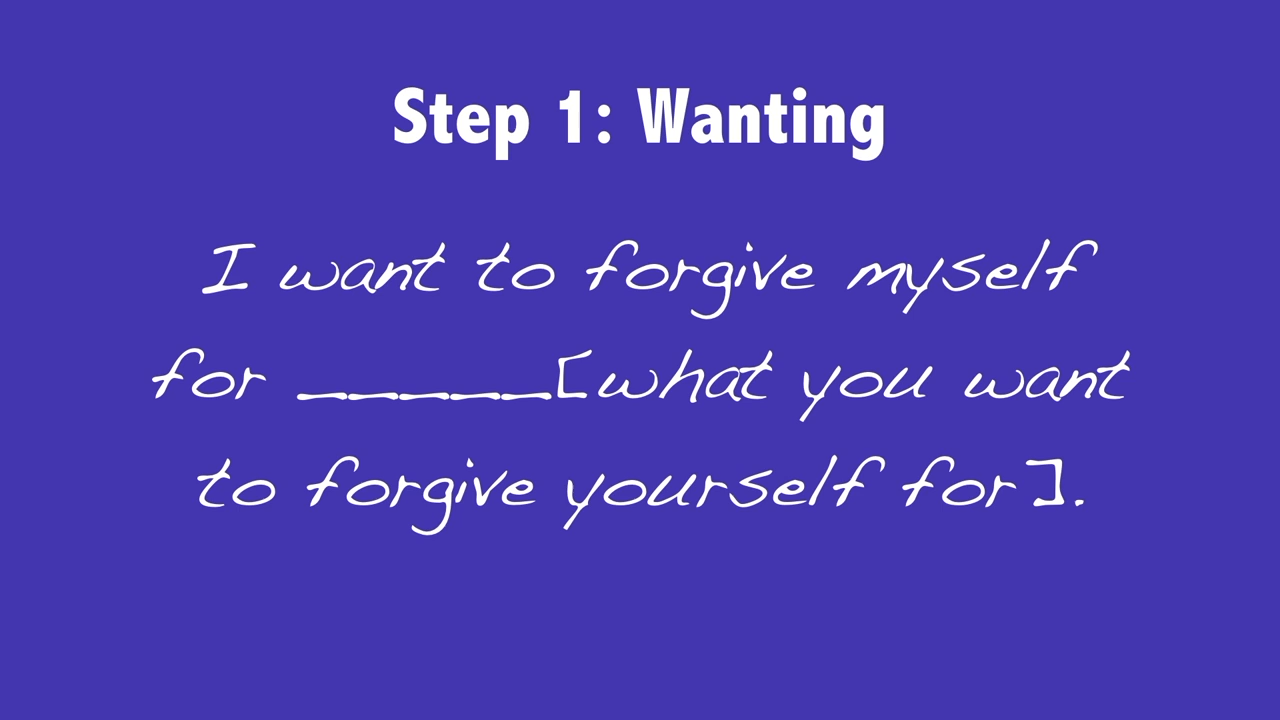 Step 1: Wanting
I want to forgive myself
for ______[what you want
to forgive yourself for].